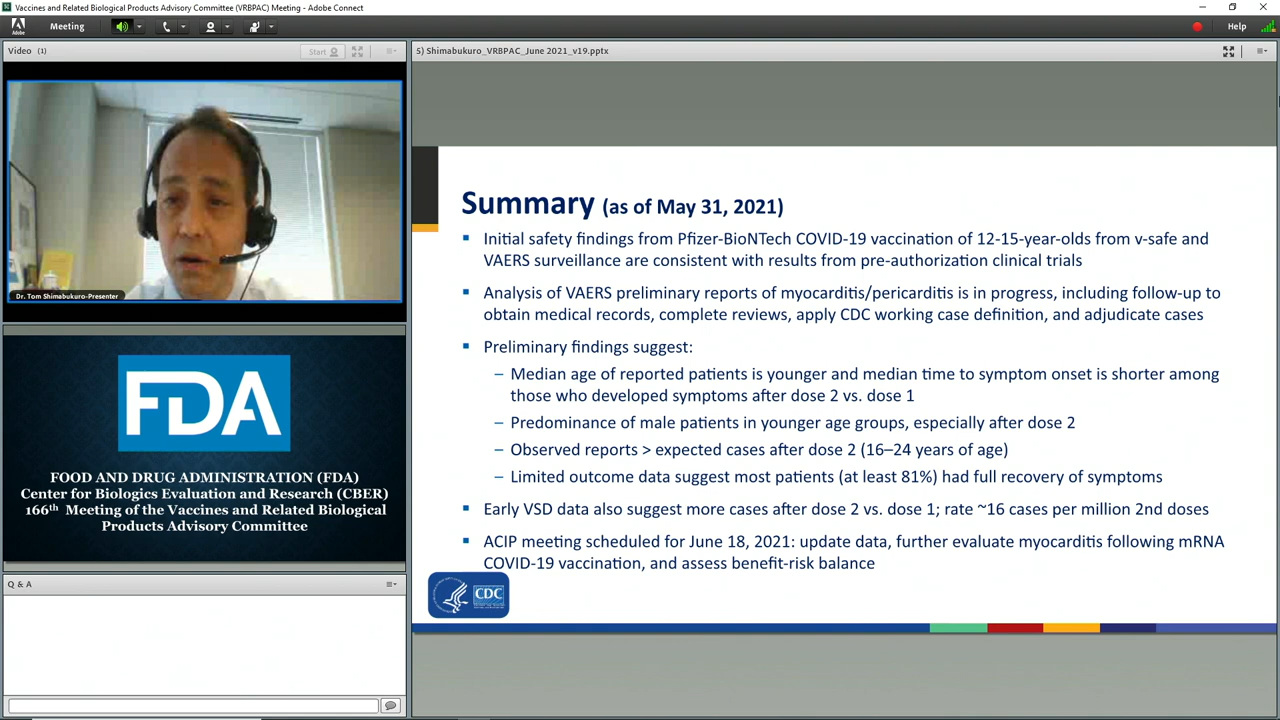 Vaccines and Related Biological Products Advisory Committee (VRBPAC) Meeting - Adobe Connect
Adobe
Meeting
Help
Video (1)
Start
Dr. Tom Shimabukuro-Presenter
FDA
FOOD AND DRUG ADMINISTRATION (FDA)
Center for Biologics Evaluation and Research (CBER)
166th Meeting of the Vaccines and Related Biological
Products Advisory Committee
Q & A
5) Shimabukuro_VRBPAC_June 2021_v19.pptx
Summary (as of May 31, 2021)
▪ Initial safety findings from Pfizer-BioNTech COVID-19 vaccination of 12-15-year-olds from v-safe and
VAERS surveillance are consistent with results from pre-authorization clinical trials
▪ Analysis of VAERS preliminary reports of myocarditis/pericarditis is in progress, including follow-up to
obtain medical records, complete reviews, apply CDC working case definition, and adjudicate cases
▪ Preliminary findings suggest:
– Median age of reported patients is younger and median time to symptom onset is shorter among
those who developed symptoms after dose 2 vs. dose 1
– Predominance of male patients in younger age groups, especially after dose 2
– Observed reports > expected cases after dose 2 (16–24 years of age)
– Limited outcome data suggest most patients (at least 81%) had full recovery of symptoms
▪ Early VSD data also suggest more cases after dose 2 vs. dose 1; rate ~16 cases per million 2nd doses
▪ ACIP meeting scheduled for June 18, 2021: update data, further evaluate myocarditis following mRNA
COVID-19 vaccination, and assess benefit-risk balance
CDC